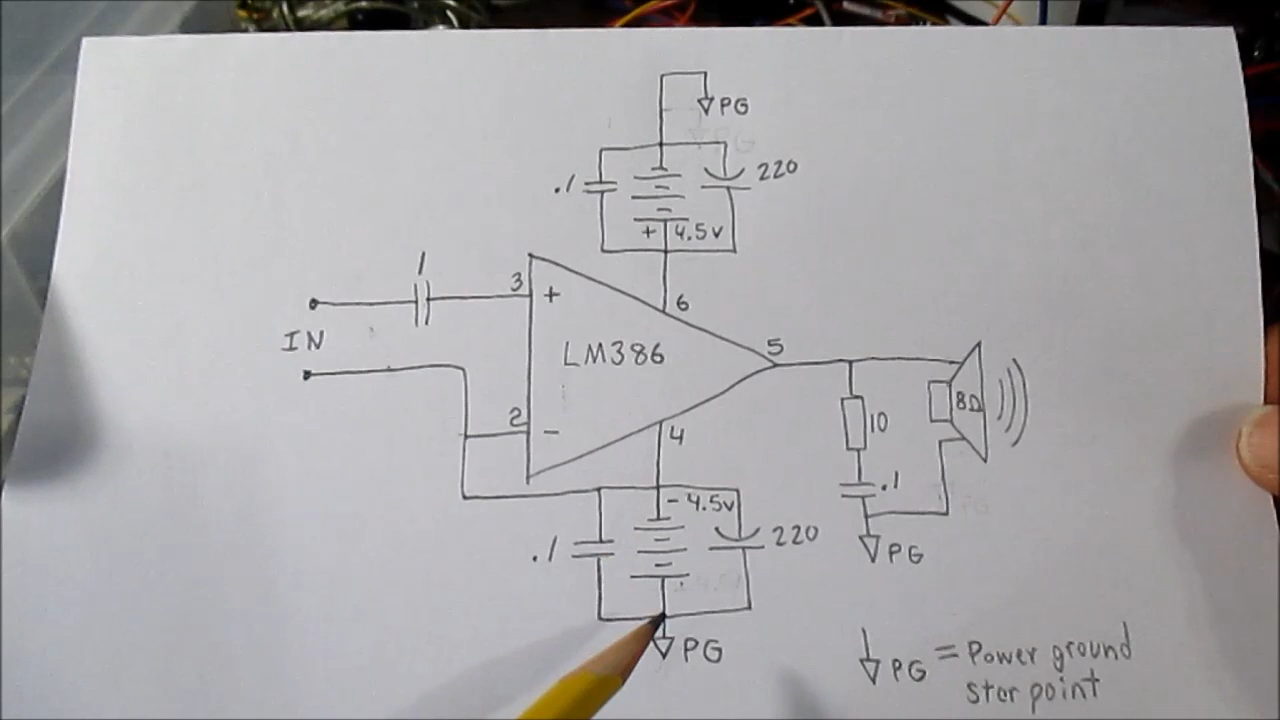 PG
.1
220
+ 4.5v
1
3
+
6
IN
LM386
5
8Ω
2
-
4
10
.1
- 4.5v
.1
220
PG
PG
PG = Power ground
ster point